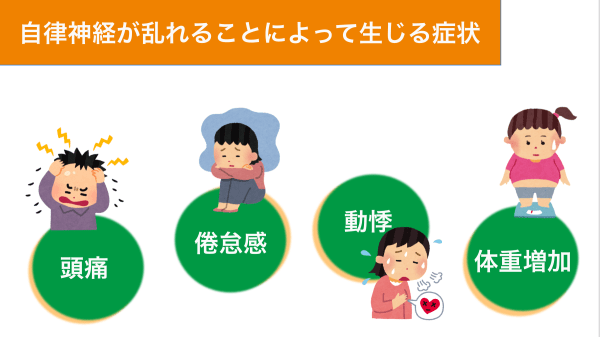 自律神経が乱れることによって生じる症状
頭痛
倦怠感
動悸
体重増加